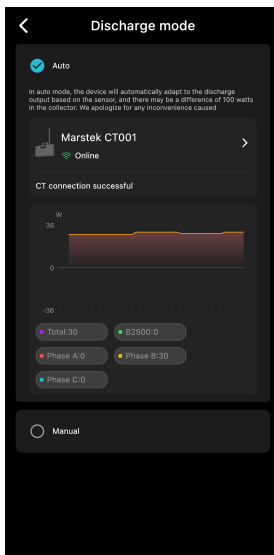 Discharge mode
Auto
In auto mode, the device will automatically adapt to the discharge
output based on the sensor, and there may be a difference of 100 watts
in the collector. We apologize for any inconvenience caused
Marstek CT001
Online
CT connection successful
W
36
0
-36
Total:30 B2500:0
Phase A:0 Phase B:30
Phase C:0
Manual